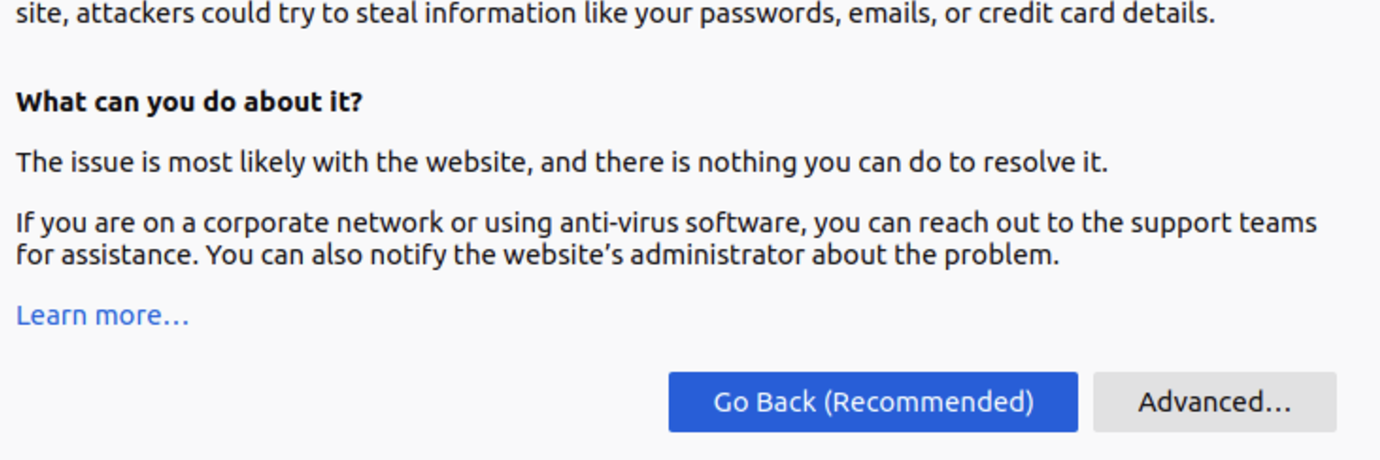 site, attackers could try to steal information like your passwords, emails, or credit card details.
What can you do about it?
The issue is most likely with the website, and there is nothing you can do to resolve it.
If you are on a corporate network or using anti-virus software, you can reach out to the support teams
for assistance. You can also notify the website’s administrator about the problem.
Learn more…
Go Back (Recommended)
Advanced…